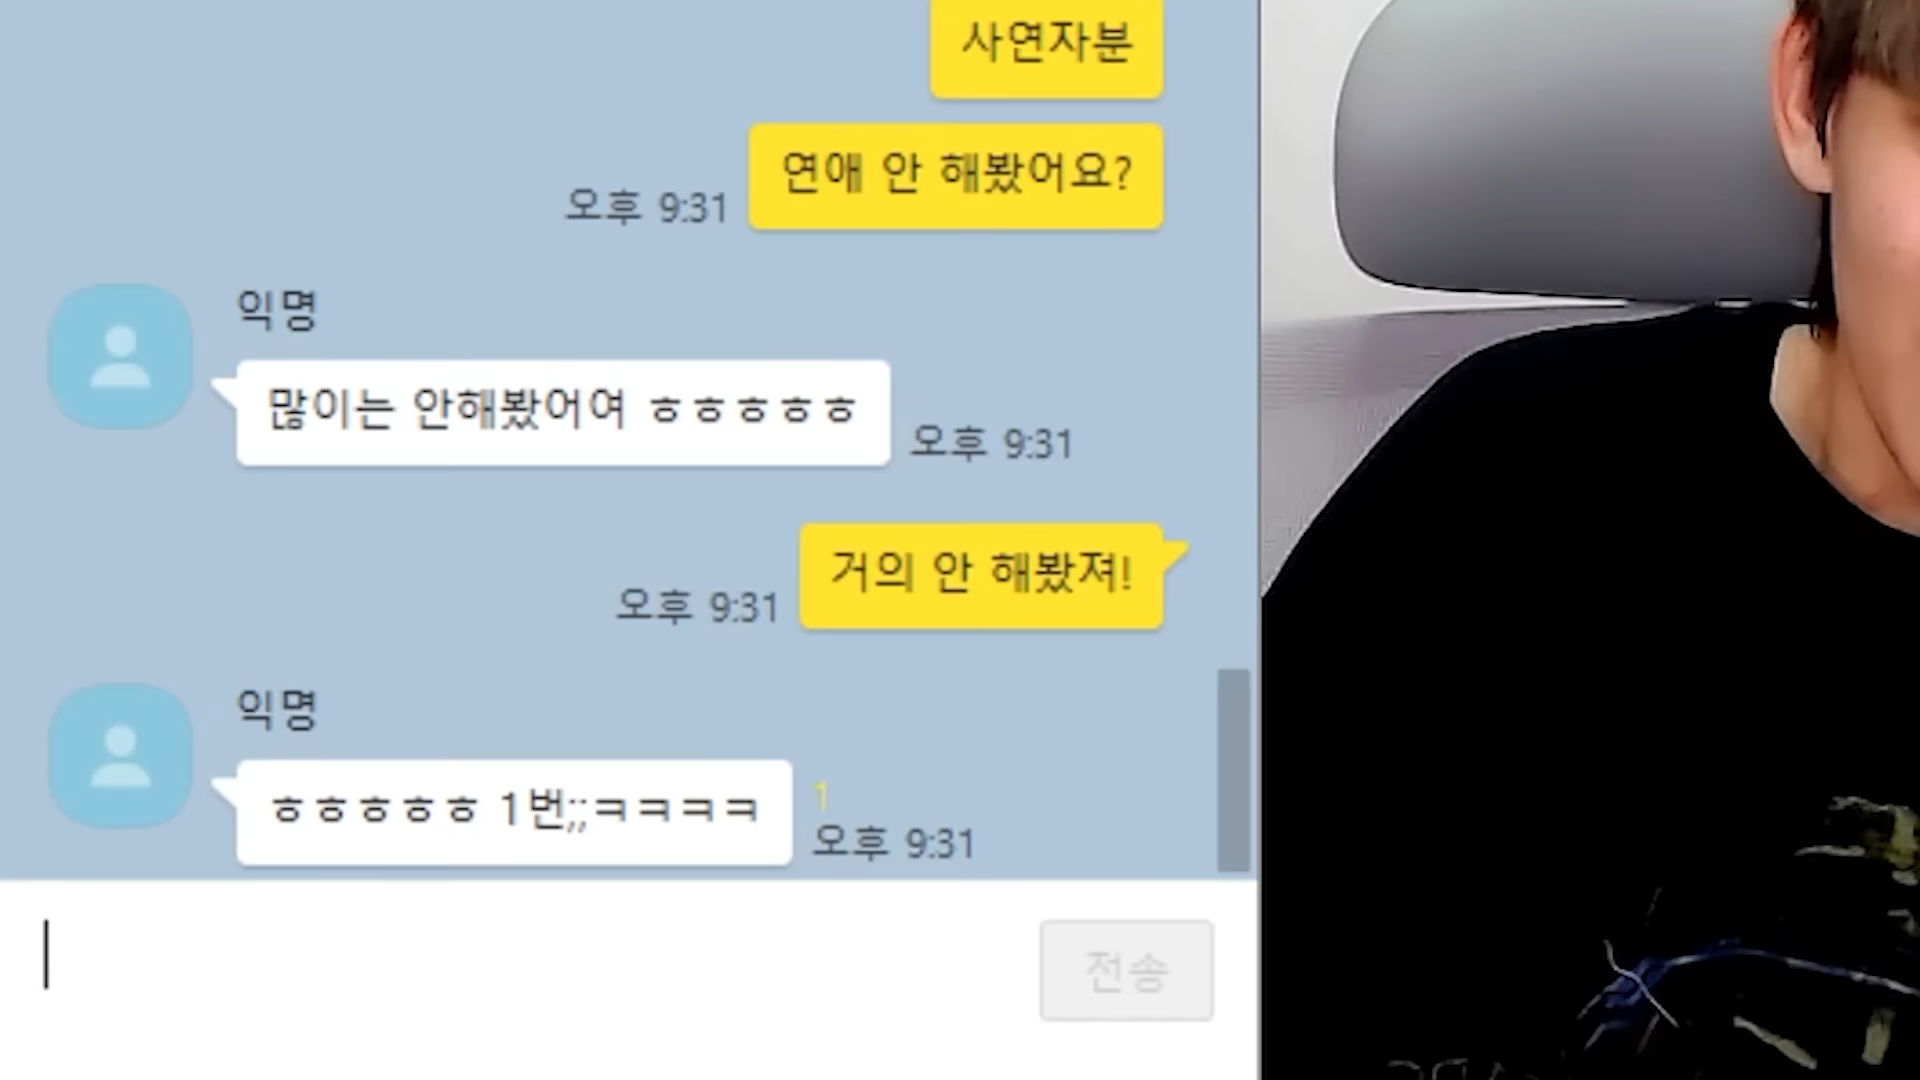 사연자분
연애 안 해봤어요?
오후 9:31
익명
많이는 안해봤어여 ㅎㅎㅎㅎㅎ
오후 9:31
거의 안 해봤져!
오후 9:31
익명
ㅎㅎㅎㅎㅎ 1번;;ㅋㅋㅋㅋ
1
오후 9:31
전송